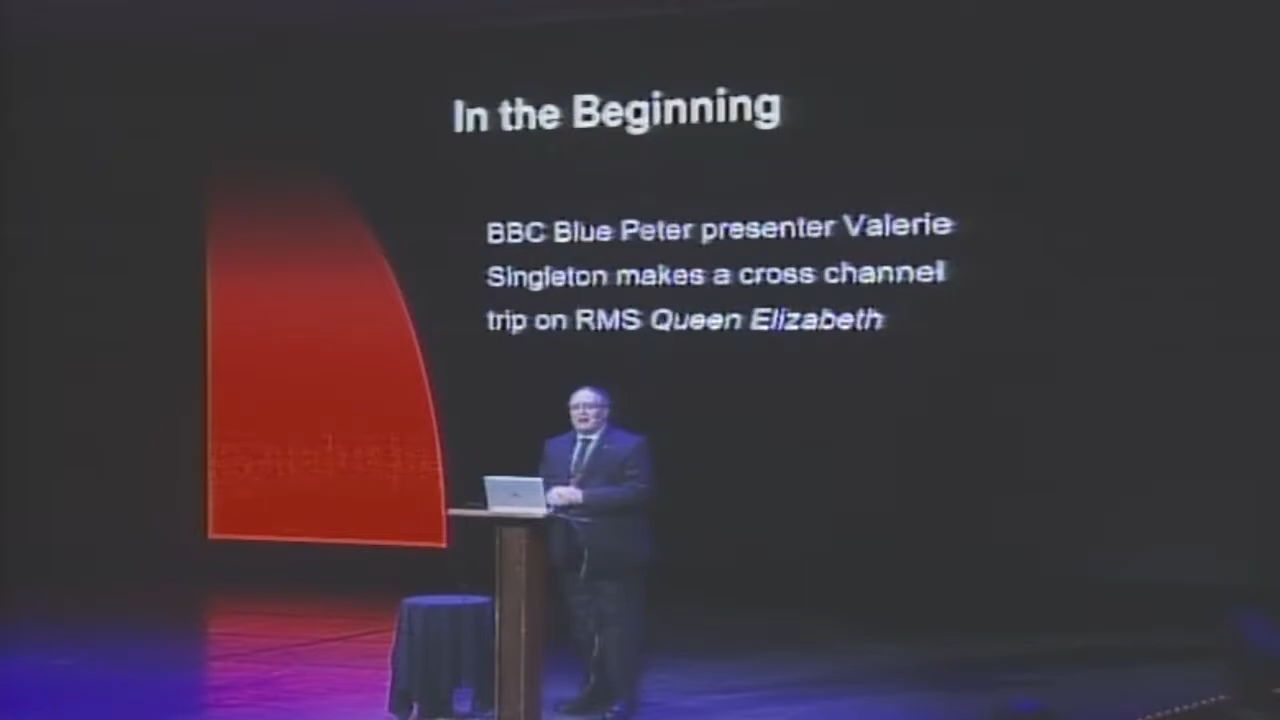 In the Beginning
BBC Blue Peter presenter Valerie
Singleton makes a cross channel
trip on RMS Queen Elizabeth